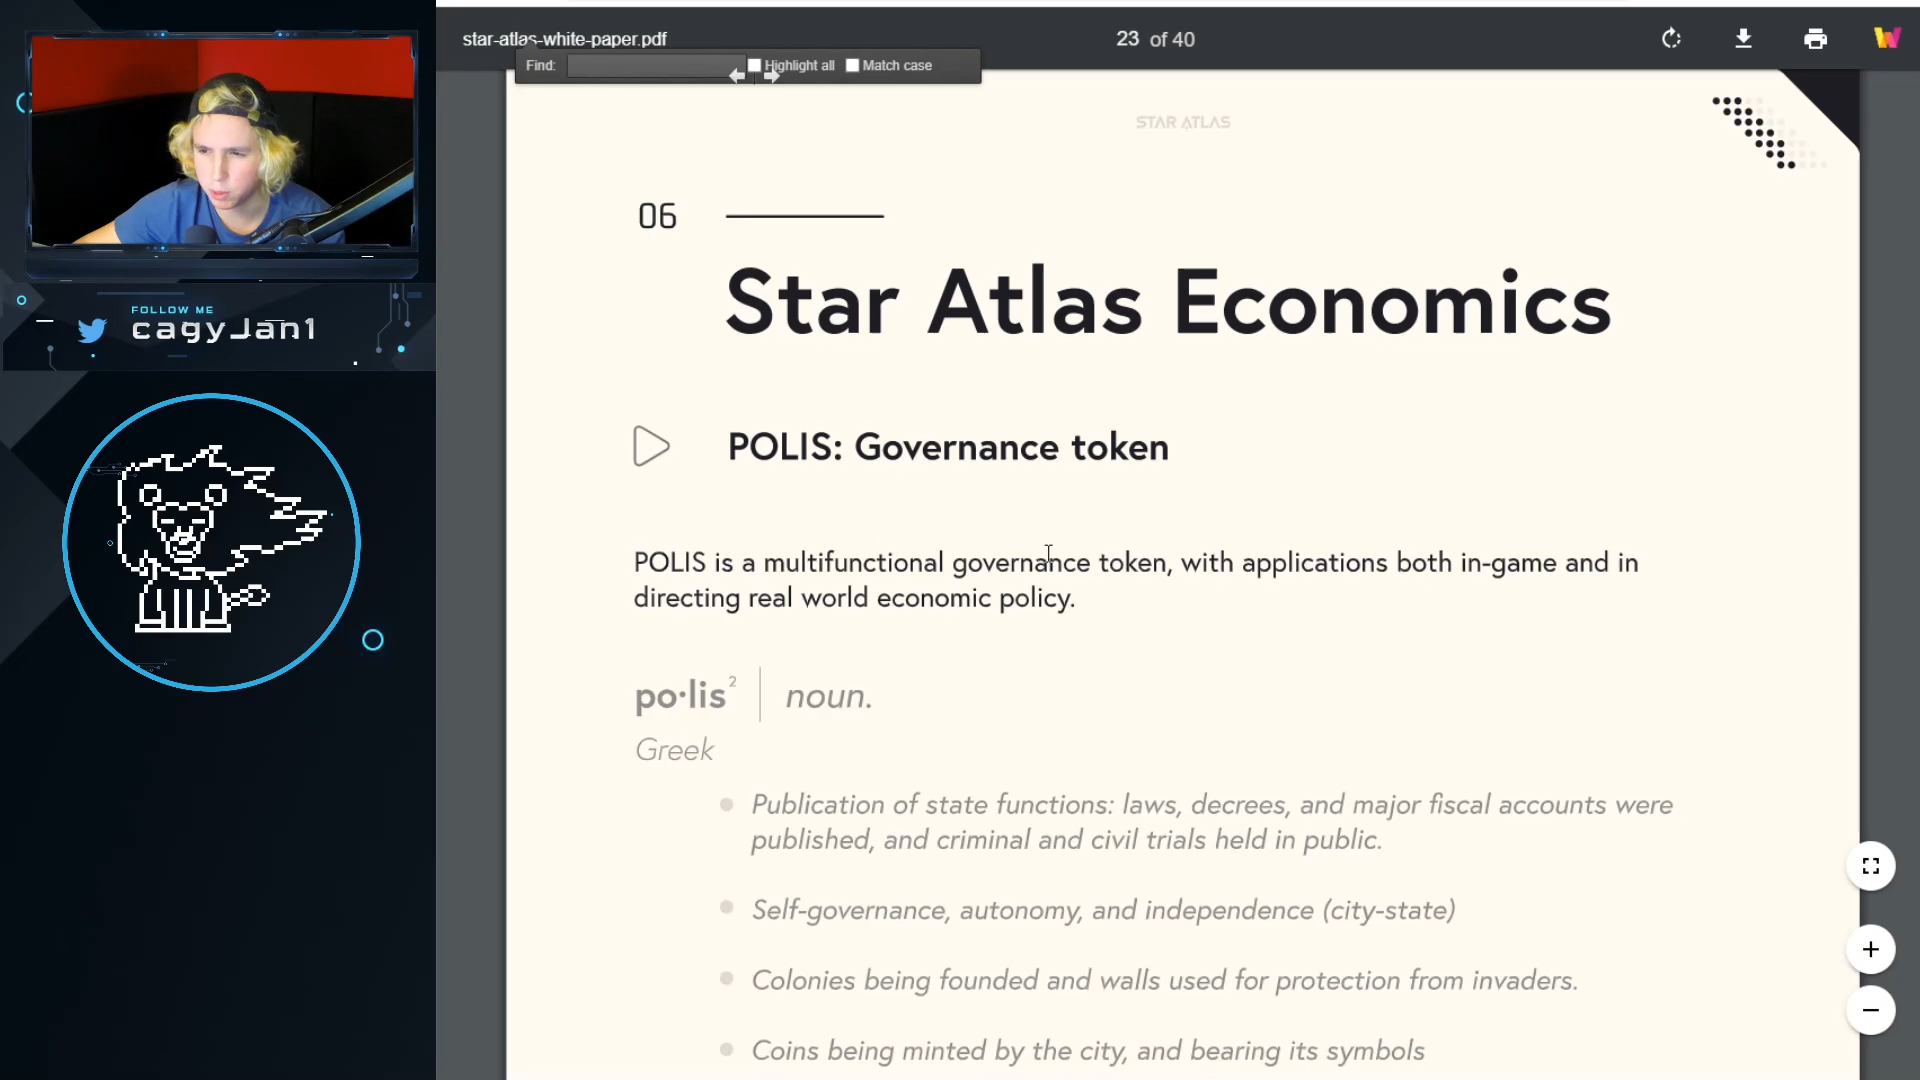 star-atlas-white-paper.pdf
23 of 40
Find:
Highlight all
Match case
STAR ATLAS
FOLLOW ME
cagyJan1
06
Star Atlas Economics
POLIS: Governance token
POLIS is a multifunctional governance token, with applications both in-game and in
directing real world economic policy.
po·lis² | noun.
Greek
• Publication of state functions: laws, decrees, and major fiscal accounts were
published, and criminal and civil trials held in public.
• Self-governance, autonomy, and independence (city-state)
• Colonies being founded and walls used for protection from invaders.
• Coins being minted by the city, and bearing its symbols